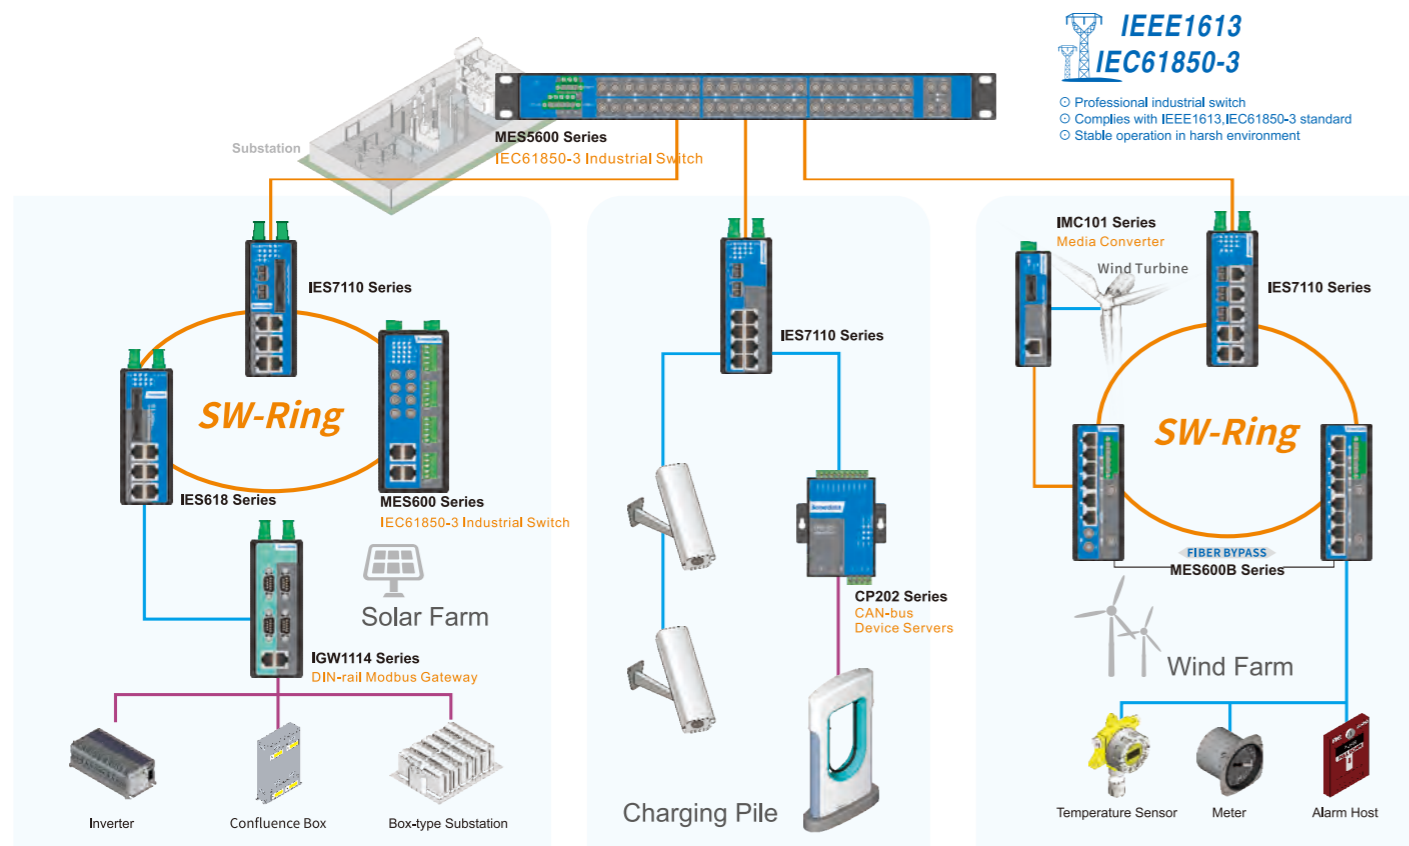 IEEE1613
IEC61850-3
Professional industrial switch
Complies with IEEE1613,IEC61850-3 standard
Stable operation in harsh environment
Substation
MES5600 Series
IEC61850-3 Industrial Switch
IES7110 Series
SW-Ring
IES618 Series
MES600 Series
IEC61850-3 Industrial Switch
Solar Farm
IGW1114 Series
DIN-rail Modbus Gateway
Inverter
Confluence Box
Box-type Substation
IES7110 Series
CP202 Series
CAN-bus
Device Servers
Charging Pile
IMC101 Series
Media Converter
Wind Turbine
IES7110 Series
SW-Ring
FIBER BYPASS
MES600B Series
Wind Farm
Temperature Sensor
Meter
Alarm Host